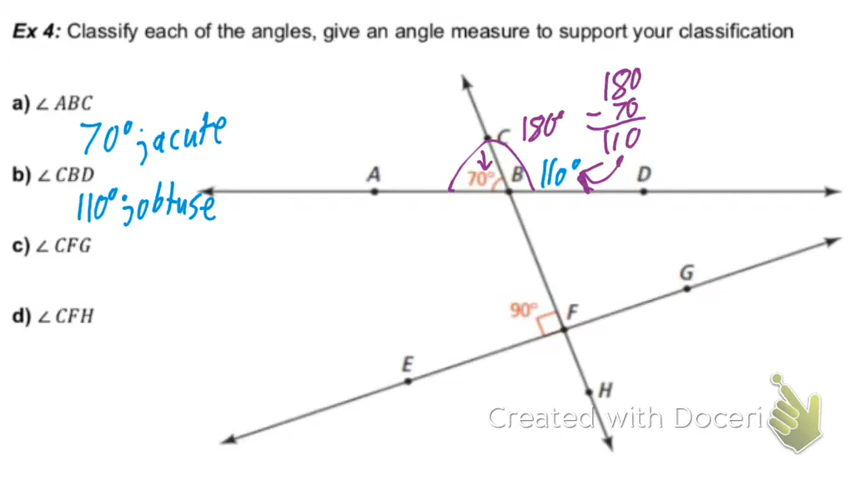 Ex 4: Classify each of the angles, give an angle measure to support your classification
a) ∠ ABC
70° ; acute
b) ∠ CBD
110° ; obtuse
c) ∠ CFG
d) ∠ CFH
180
- 70
110
C 180°
A 70° B 110° D
G
90° F
E
H
Created with Doceri